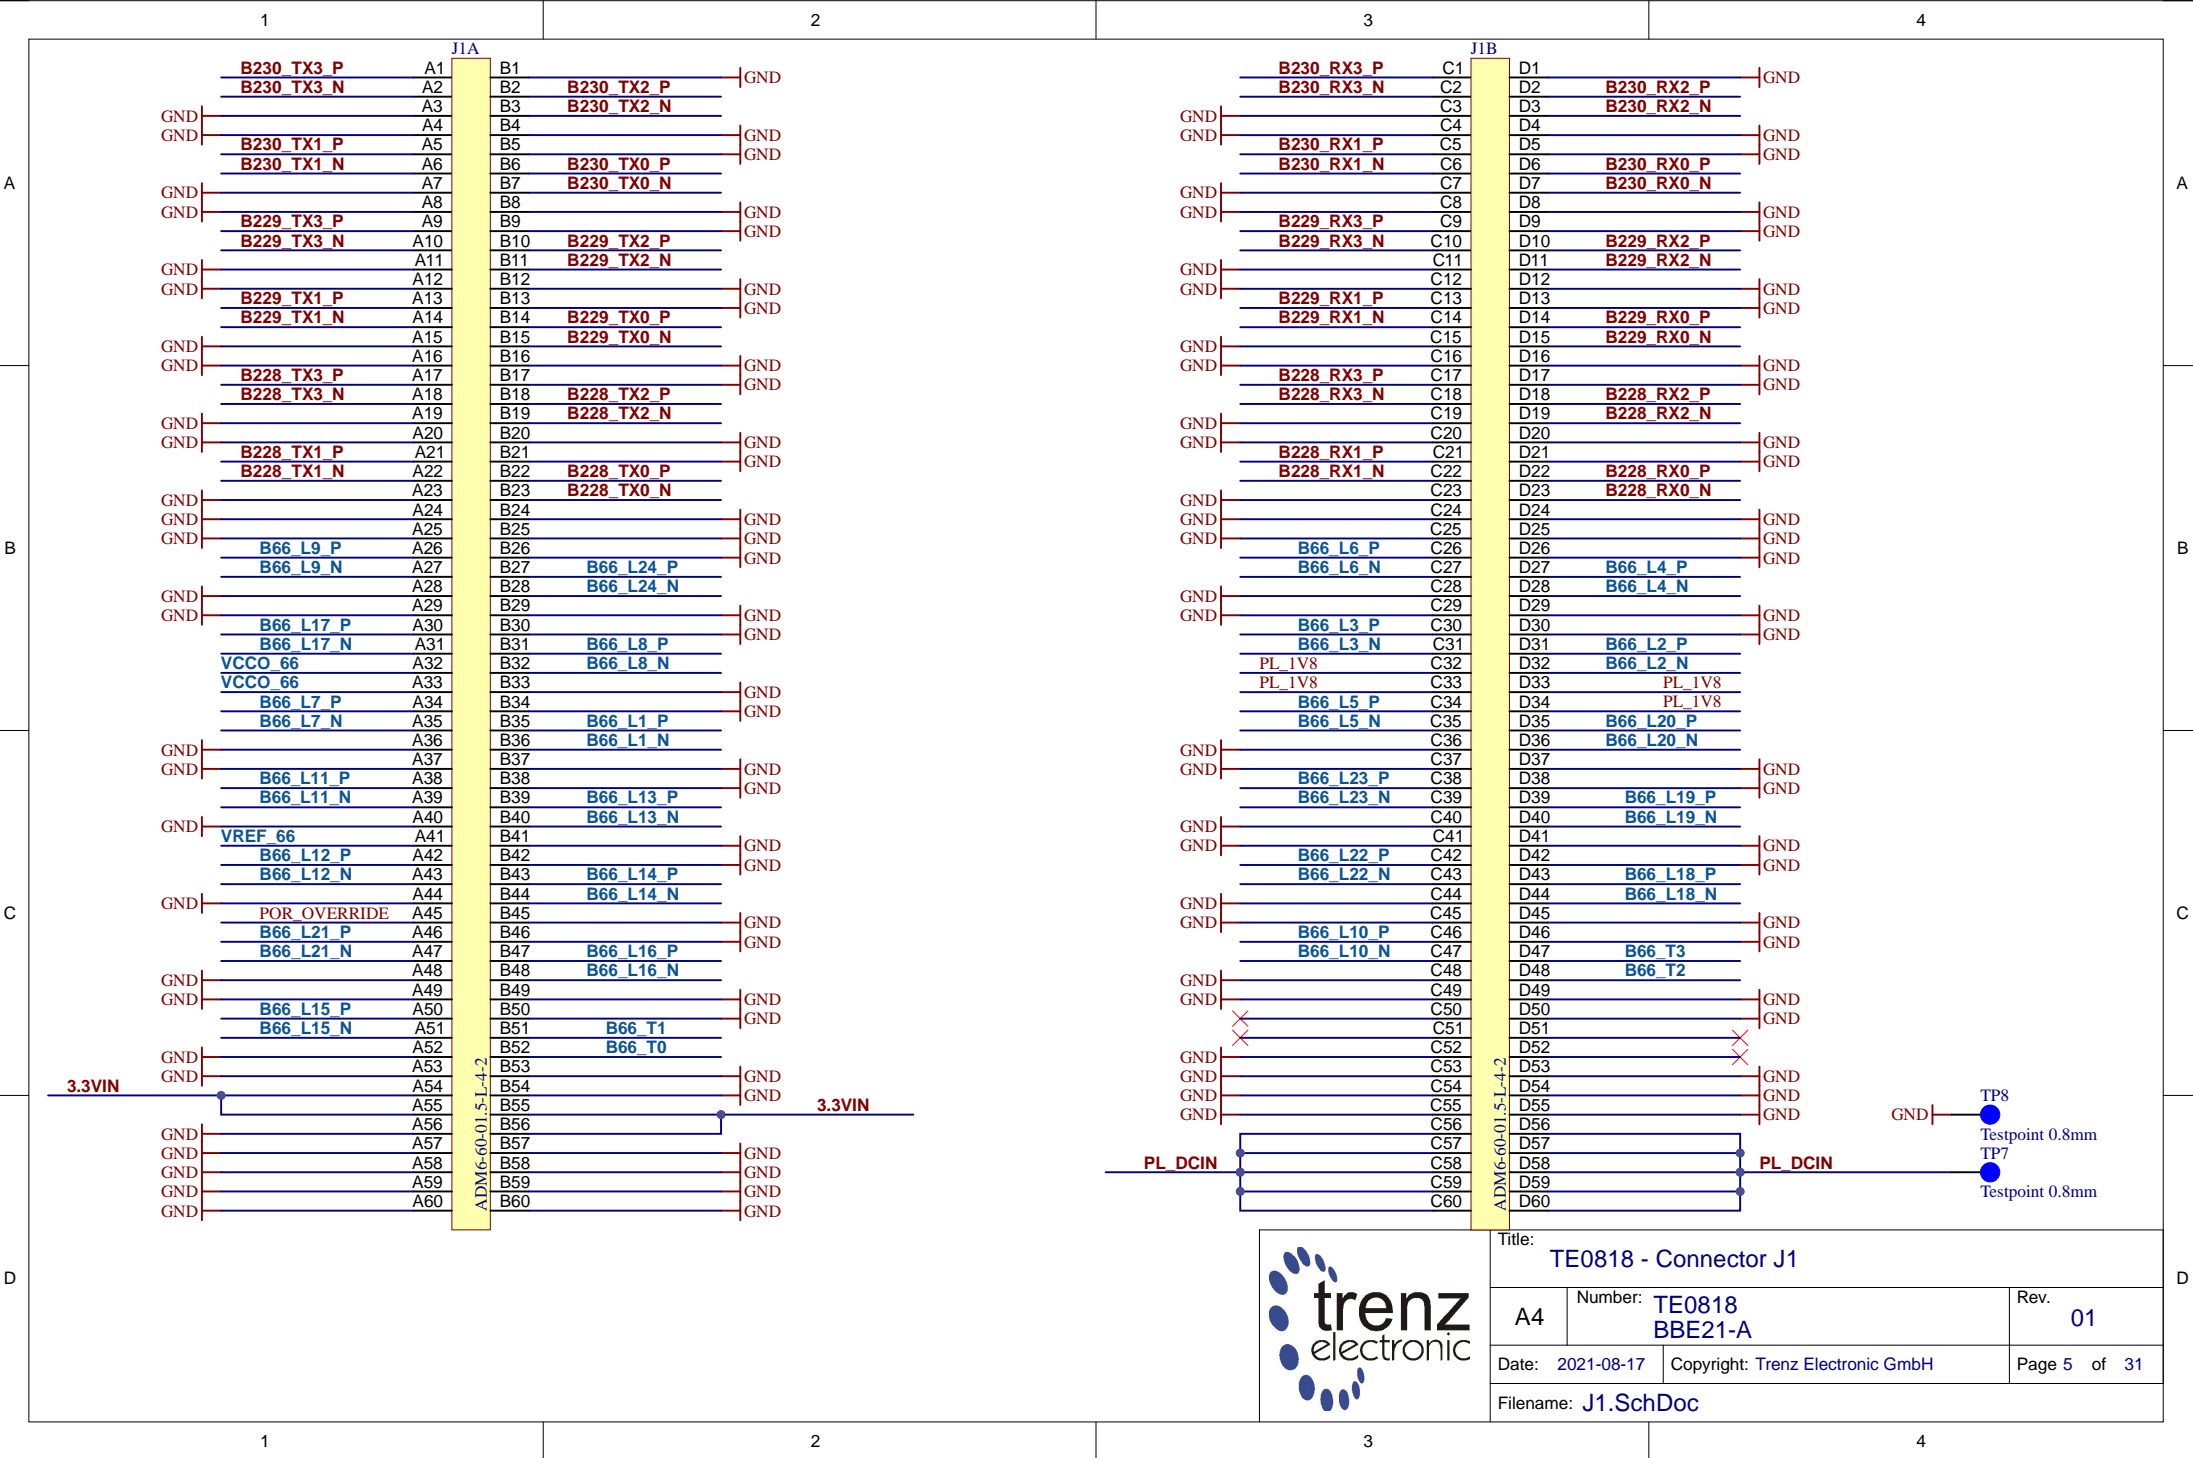 1 2 3 4
A
B
C
D
J1A
B230_TX3_P A1 B1 GND
B230_TX3_N A2 B2 B230_TX2_P
GND A3 B3 B230_TX2_N
GND A4 B4 GND
B230_TX1_P A5 B5 GND
B230_TX1_N A6 B6 B230_TX0_P
GND A7 B7 B230_TX0_N
GND A8 B8 GND
B229_TX3_P A9 B9 GND
B229_TX3_N A10 B10 B229_TX2_P
GND A11 B11 B229_TX2_N
GND A12 B12 GND
B229_TX1_P A13 B13 GND
B229_TX1_N A14 B14 B229_TX0_P
GND A15 B15 B229_TX0_N
GND A16 B16 GND
B228_TX3_P A17 B17 GND
B228_TX3_N A18 B18 B228_TX2_P
GND A19 B19 B228_TX2_N
GND A20 B20 GND
B228_TX1_P A21 B21 GND
B228_TX1_N A22 B22 B228_TX0_P
GND A23 B23 B228_TX0_N
GND A24 B24 GND
GND A25 B25 GND
B66_L9_P A26 B26 GND
B66_L9_N A27 B27 B66_L24_P
GND A28 B28 B66_L24_N
GND A29 B29 GND
B66_L17_P A30 B30 GND
B66_L17_N A31 B31 B66_L8_P
VCCO_66 A32 B32 B66_L8_N
VCCO_66 A33 B33 GND
B66_L7_P A34 B34 GND
B66_L7_N A35 B35 B66_L1_P
GND A36 B36 B66_L1_N
GND A37 B37 GND
B66_L11_P A38 B38 GND
B66_L11_N A39 B39 B66_L13_P
GND A40 B40 B66_L13_N
VREF_66 A41 B41 GND
B66_L12_P A42 B42 GND
B66_L12_N A43 B43 B66_L14_P
GND A44 B44 B66_L14_N
POR_OVERRIDE A45 B45 GND
B66_L21_P A46 B46 GND
B66_L21_N A47 B47 B66_L16_P
GND A48 B48 B66_L16_N
GND A49 B49 GND
B66_L15_P A50 B50 GND
B66_L15_N A51 B51 B66_T1
GND A52 B52 B66_T0
GND A53 B53 GND
3.3VIN A54 B54 GND
A55 B55 3.3VIN
GND A56 B56
GND A57 B57 GND
GND A58 B58 GND
GND A59 B59 GND
GND A60 B60 GND
ADM6-60-01.5-L-4-2
J1B
B230_RX3_P C1 D1 GND
B230_RX3_N C2 D2 B230_RX2_P
GND C3 D3 B230_RX2_N
GND C4 D4 GND
B230_RX1_P C5 D5 GND
B230_RX1_N C6 D6 B230_RX0_P
GND C7 D7 B230_RX0_N
GND C8 D8 GND
B229_RX3_P C9 D9 GND
B229_RX3_N C10 D10 B229_RX2_P
GND C11 D11 B229_RX2_N
GND C12 D12 GND
B229_RX1_P C13 D13 GND
B229_RX1_N C14 D14 B229_RX0_P
GND C15 D15 B229_RX0_N
GND C16 D16 GND
B228_RX3_P C17 D17 GND
B228_RX3_N C18 D18 B228_RX2_P
GND C19 D19 B228_RX2_N
GND C20 D20 GND
B228_RX1_P C21 D21 GND
B228_RX1_N C22 D22 B228_RX0_P
GND C23 D23 B228_RX0_N
GND C24 D24 GND
GND C25 D25 GND
B66_L6_P C26 D26 GND
B66_L6_N C27 D27 B66_L4_P
GND C28 D28 B66_L4_N
GND C29 D29 GND
B66_L3_P C30 D30 GND
B66_L3_N C31 D31 B66_L2_P
PL_1V8 C32 D32 B66_L2_N
PL_1V8 C33 D33 PL_1V8
B66_L5_P C34 D34 PL_1V8
B66_L5_N C35 D35 B66_L20_P
GND C36 D36 B66_L20_N
GND C37 D37 GND
B66_L23_P C38 D38 GND
B66_L23_N C39 D39 B66_L19_P
GND C40 D40 B66_L19_N
GND C41 D41 GND
B66_L22_P C42 D42 GND
B66_L22_N C43 D43 B66_L18_P
GND C44 D44 B66_L18_N
GND C45 D45 GND
B66_L10_P C46 D46 GND
B66_L10_N C47 D47 B66_T3
GND C48 D48 B66_T2
GND C49 D49 GND
C50 D50 GND
C51 D51
GND C52 D52
GND C53 D53 GND
GND C54 D54 GND
GND C55 D55 GND
C56 D56
C57 D57
PL_DCIN C58 D58 PL_DCIN
C59 D59
C60 D60
ADM6-60-01.5-L-4-2
TP8
GND
Testpoint 0.8mm
TP7
Testpoint 0.8mm
A
B
C
D
trenz
electronic
Title:
TE0818 - Connector J1
A4
Number: TE0818
BBE21-A
Rev.
01
Date: 2021-08-17
Copyright: Trenz Electronic GmbH
Page 5 of 31
Filename: J1.SchDoc
1 2 3 4